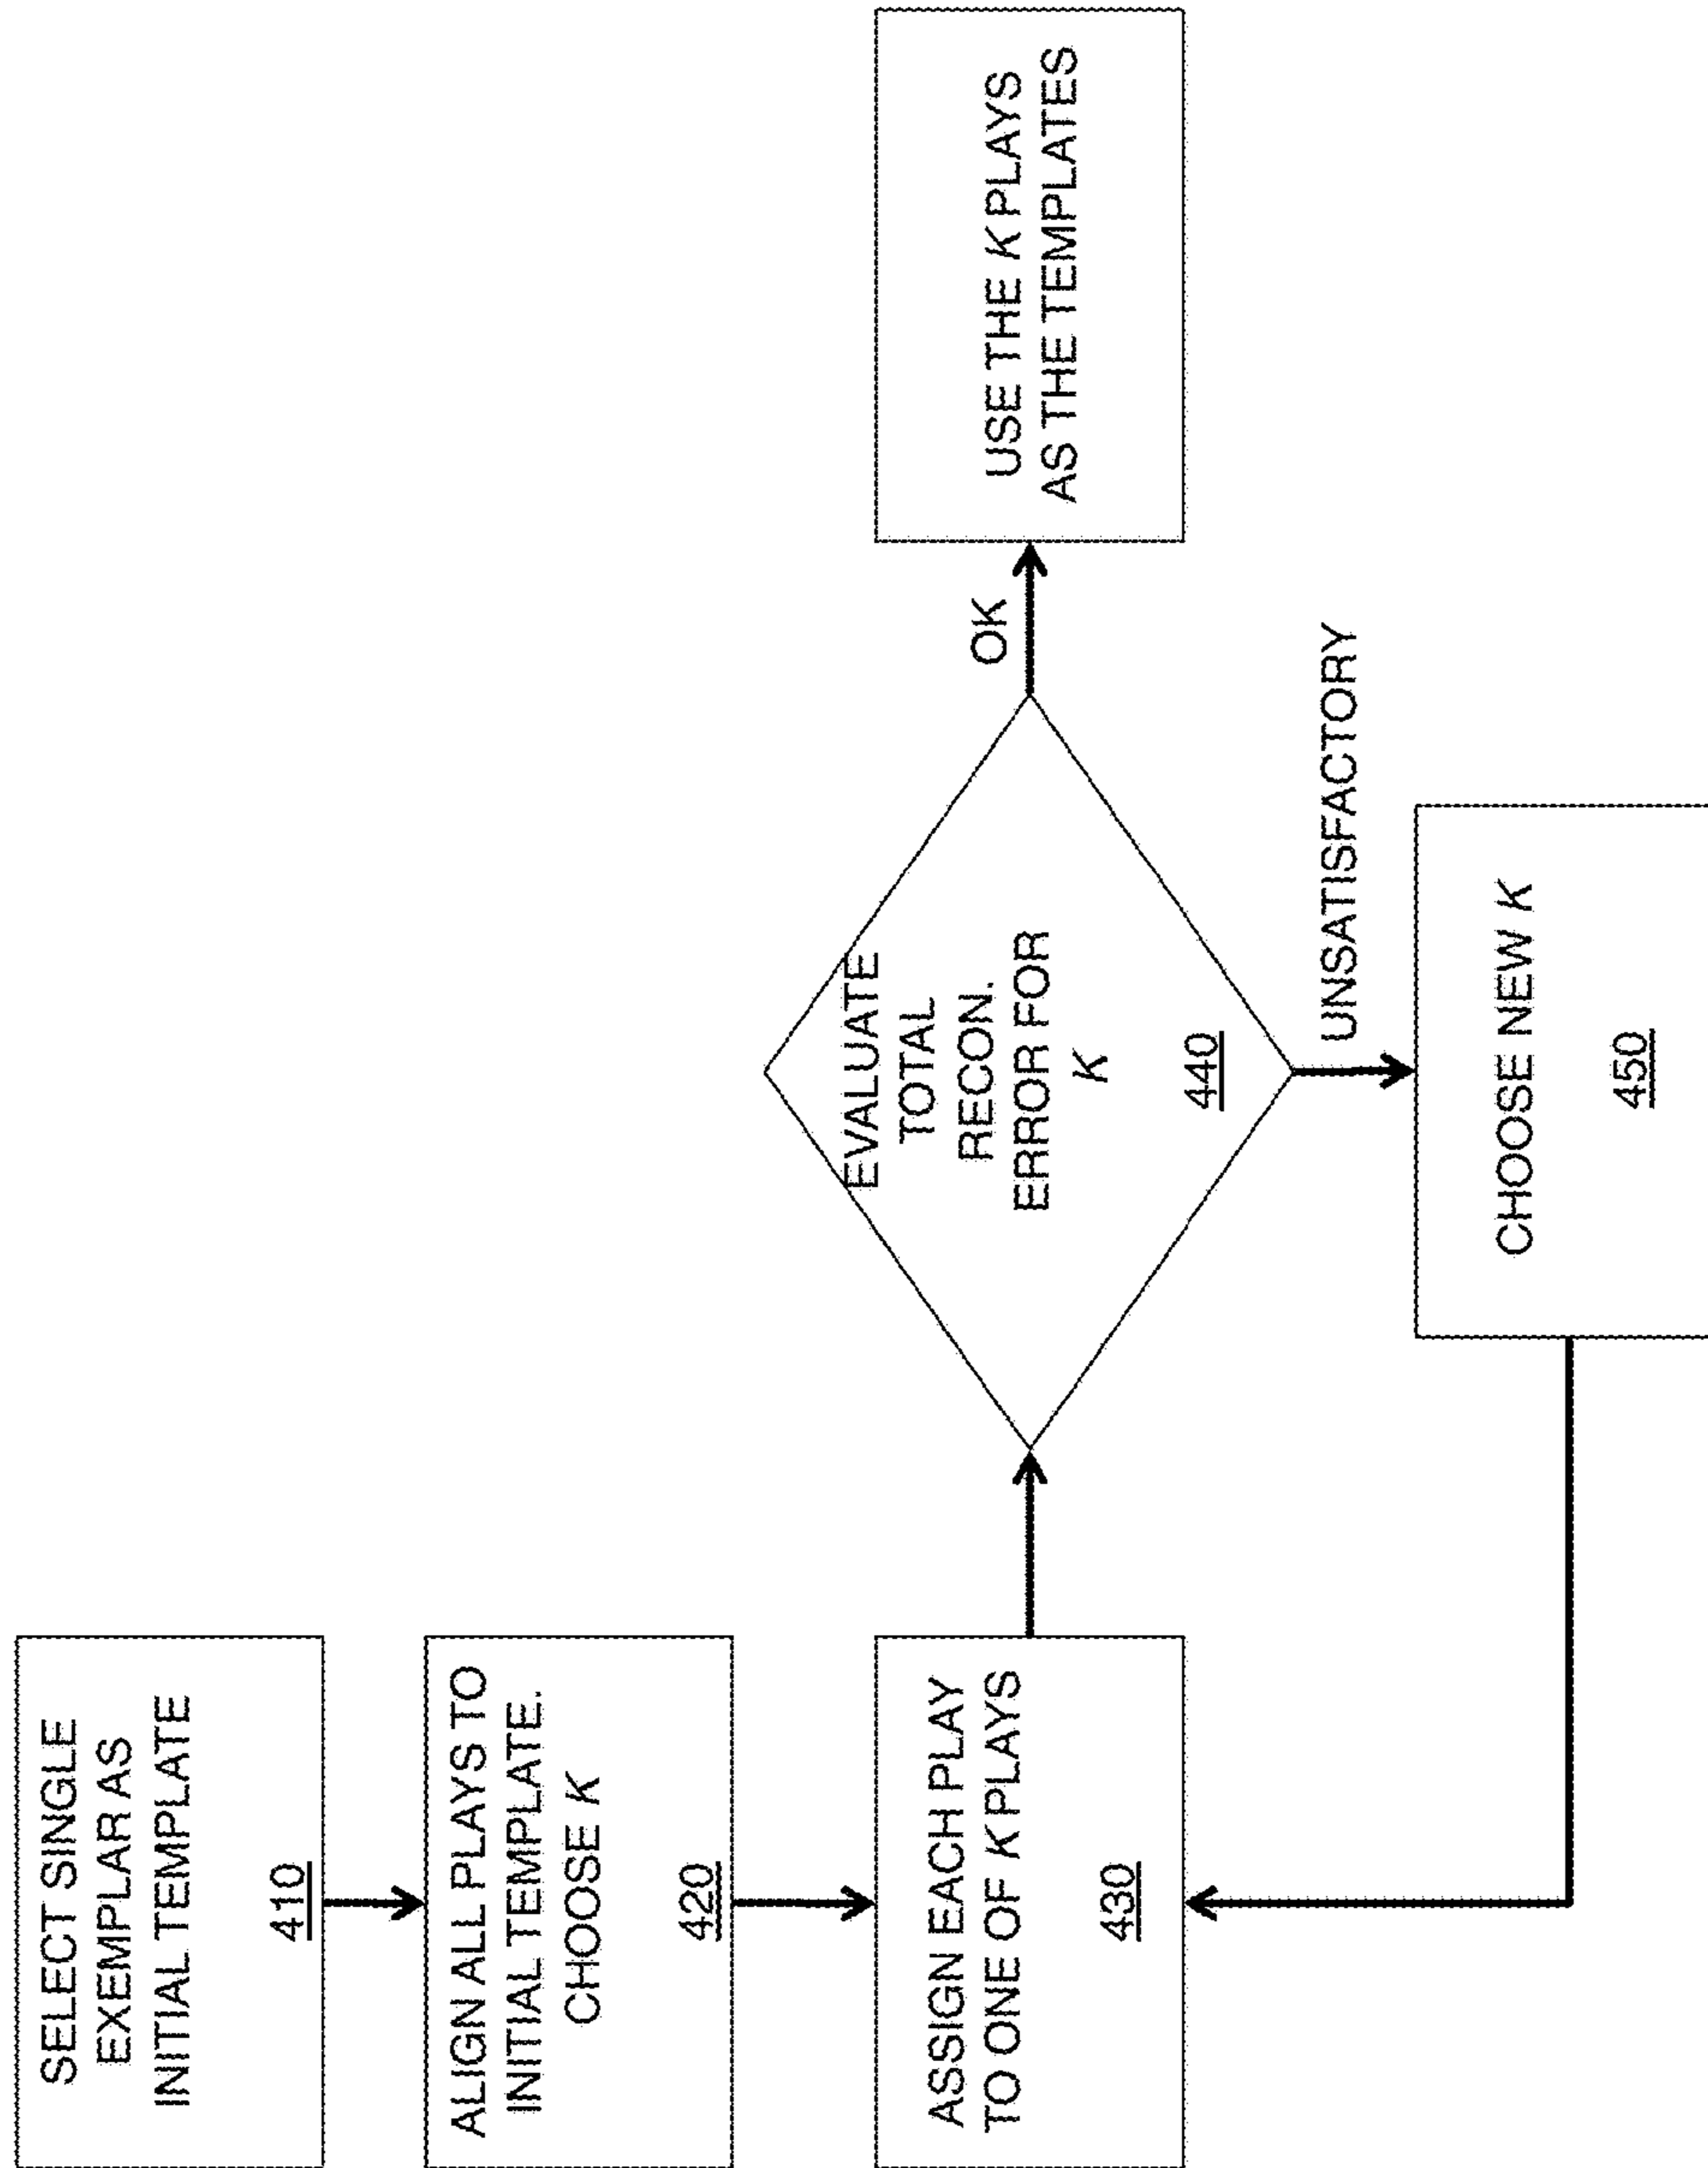 SELECT SINGLE
EXEMPLAR AS
INITIAL TEMPLATE
410
ALIGN ALL PLAYS TO
INITIAL TEMPLATE.
CHOOSE K
420
ASSIGN EACH PLAY
TO ONE OF K PLAYS
430
EVALUATE
TOTAL
RECON.
ERROR FOR
K
440
OK
USE THE K PLAYS
AS THE TEMPLATES
UNSATISFACTORY
CHOOSE NEW K
450